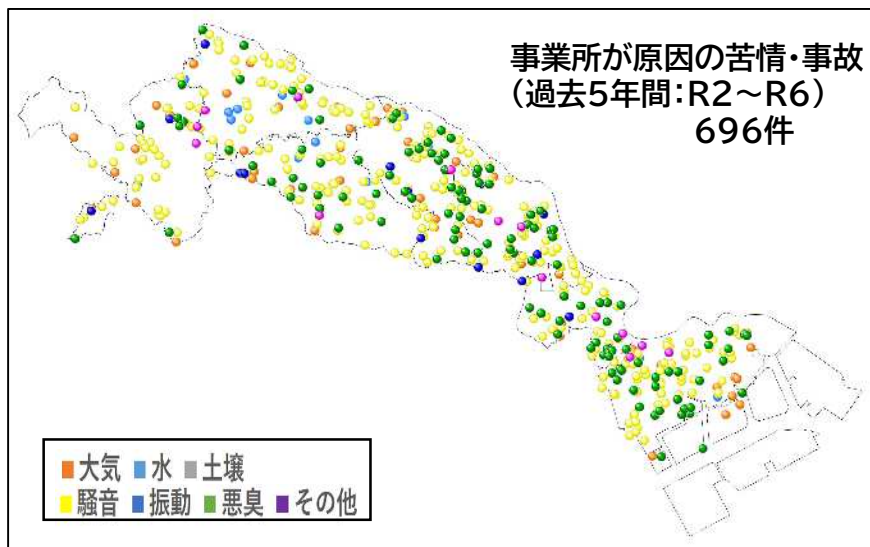 事業所が原因の苦情・事故
（過去5年間：R2～R6）
696件
大気 水 土壌
騒音 振動 悪臭 その他